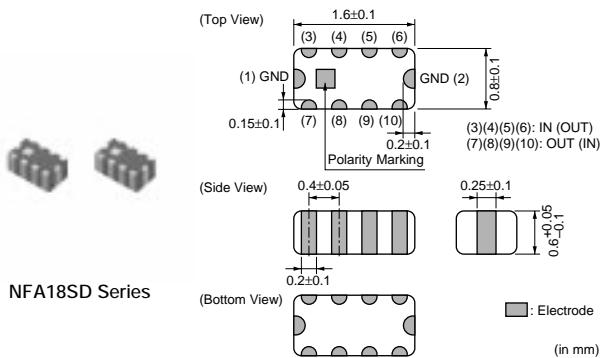 (Top View)
1.6±0.1
(3) (4) (5) (6)
(1) GND
GND (2)
0.8±0.1
(7) (8) (9) (10)
0.15±0.1
0.2±0.1
Polarity Marking
(3)(4)(5)(6): IN (OUT)
(7)(8)(9)(10): OUT (IN)
(Side View)
0.4±0.05
0.25±0.1
0.6+0.05−0.1
0.2±0.1
NFA18SD Series
(Bottom View)
: Electrode
(in mm)